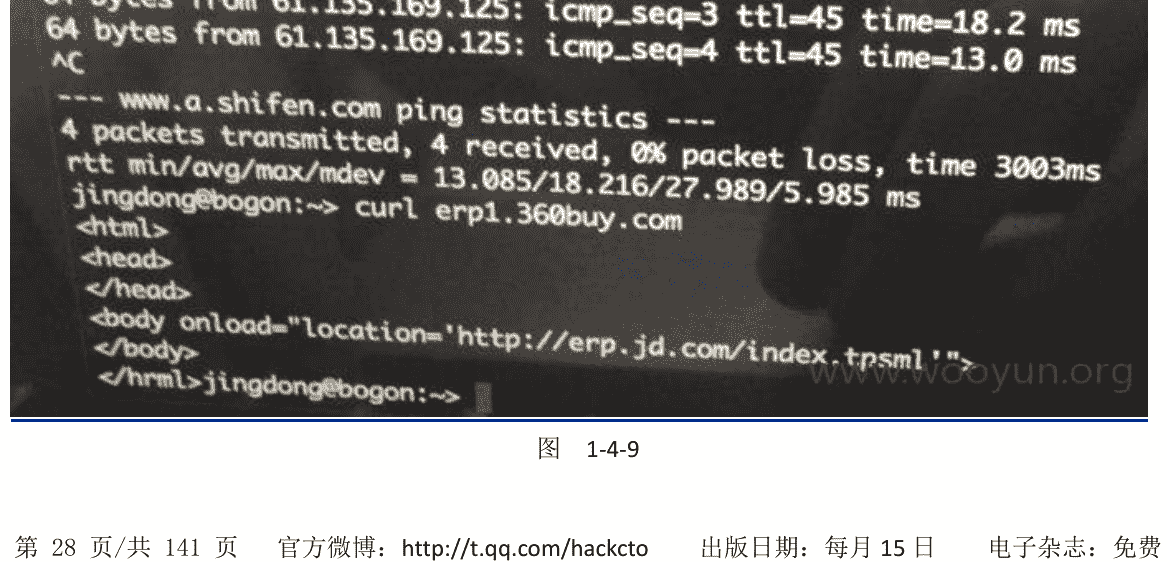 64 bytes from 61.135.169.125: icmp_seq=3 ttl=45 time=18.2 ms
64 bytes from 61.135.169.125: icmp_seq=4 ttl=45 time=13.0 ms
^C
--- www.a.shifen.com ping statistics ---
4 packets transmitted, 4 received, 0% packet loss, time 3003ms
rtt min/avg/max/mdev = 13.085/18.216/27.989/5.985 ms
jingdong@bogon:~> curl erp1.360buy.com
<html>
<head>
</head>
<body onload="location='http://erp.jd.com/index.tpsml'">
</body>
</hrml>jingdong@bogon:~>
www.wooyun.org
图 1-4-9
第 28 页/共 141 页 官方微博：http://t.qq.com/hackcto 出版日期：每月 15 日 电子杂志：免费